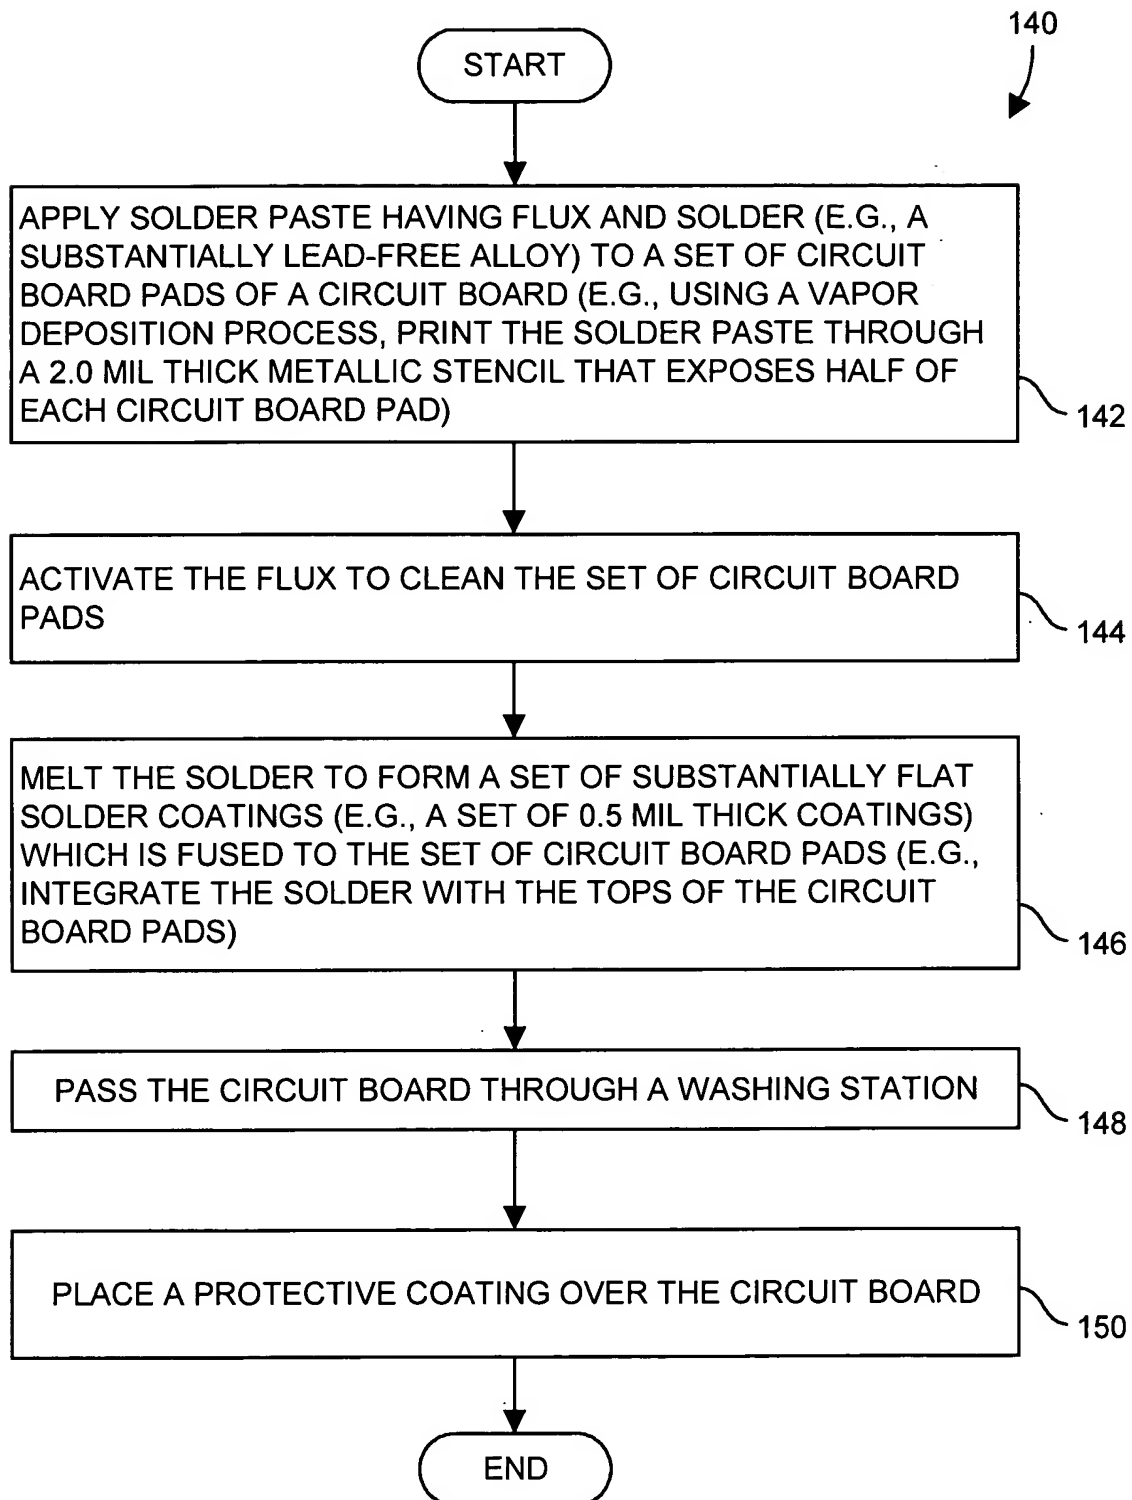 140
START
APPLY SOLDER PASTE HAVING FLUX AND SOLDER (E.G., A
SUBSTANTIALLY LEAD-FREE ALLOY) TO A SET OF CIRCUIT
BOARD PADS OF A CIRCUIT BOARD (E.G., USING A VAPOR
DEPOSITION PROCESS, PRINT THE SOLDER PASTE THROUGH
A 2.0 MIL THICK METALLIC STENCIL THAT EXPOSES HALF OF
EACH CIRCUIT BOARD PAD)
142
ACTIVATE THE FLUX TO CLEAN THE SET OF CIRCUIT BOARD
PADS
144
MELT THE SOLDER TO FORM A SET OF SUBSTANTIALLY FLAT
SOLDER COATINGS (E.G., A SET OF 0.5 MIL THICK COATINGS)
WHICH IS FUSED TO THE SET OF CIRCUIT BOARD PADS (E.G.,
INTEGRATE THE SOLDER WITH THE TOPS OF THE CIRCUIT
BOARD PADS)
146
PASS THE CIRCUIT BOARD THROUGH A WASHING STATION
148
PLACE A PROTECTIVE COATING OVER THE CIRCUIT BOARD
150
END